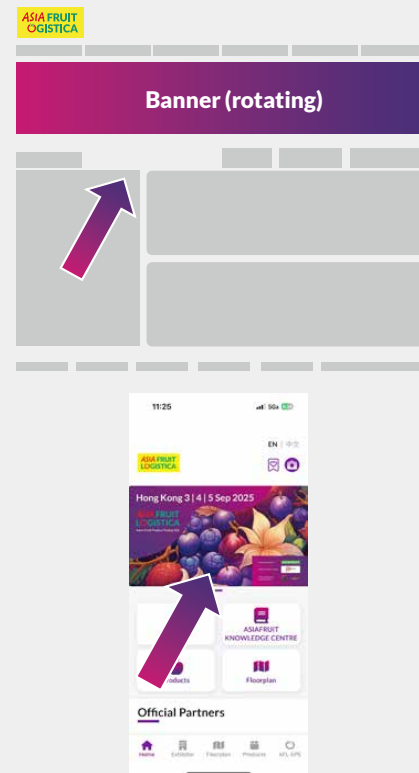 ASIA FRUIT
LOGISTICA
Banner (rotating)
11:25
5G
EN | 中文
ASIA FRUIT
LOGISTICA
Hong Kong 3 | 4 | 5 Sep 2025
ASIA FRUIT
LOGISTICA
ASIAFRUIT
KNOWLEDGE CENTRE
Floorplan
Official Partners
Home
Exhibitor
Floorplan
Products